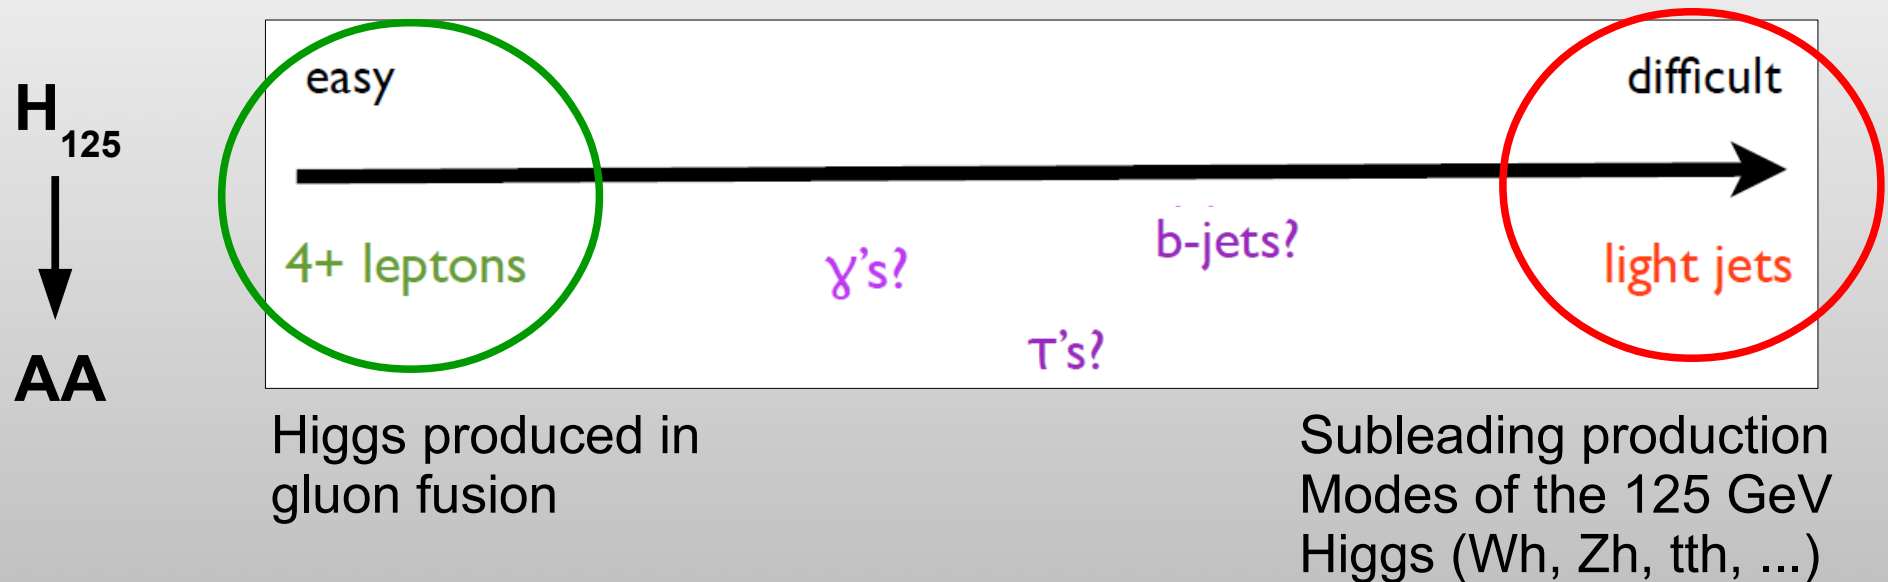 H125
AA
easy
difficult
4+ leptons
γ's?
b-jets?
light jets
τ's?
Higgs produced in
gluon fusion
Subleading production
Modes of the 125 GeV
Higgs (Wh, Zh, tth, ...)